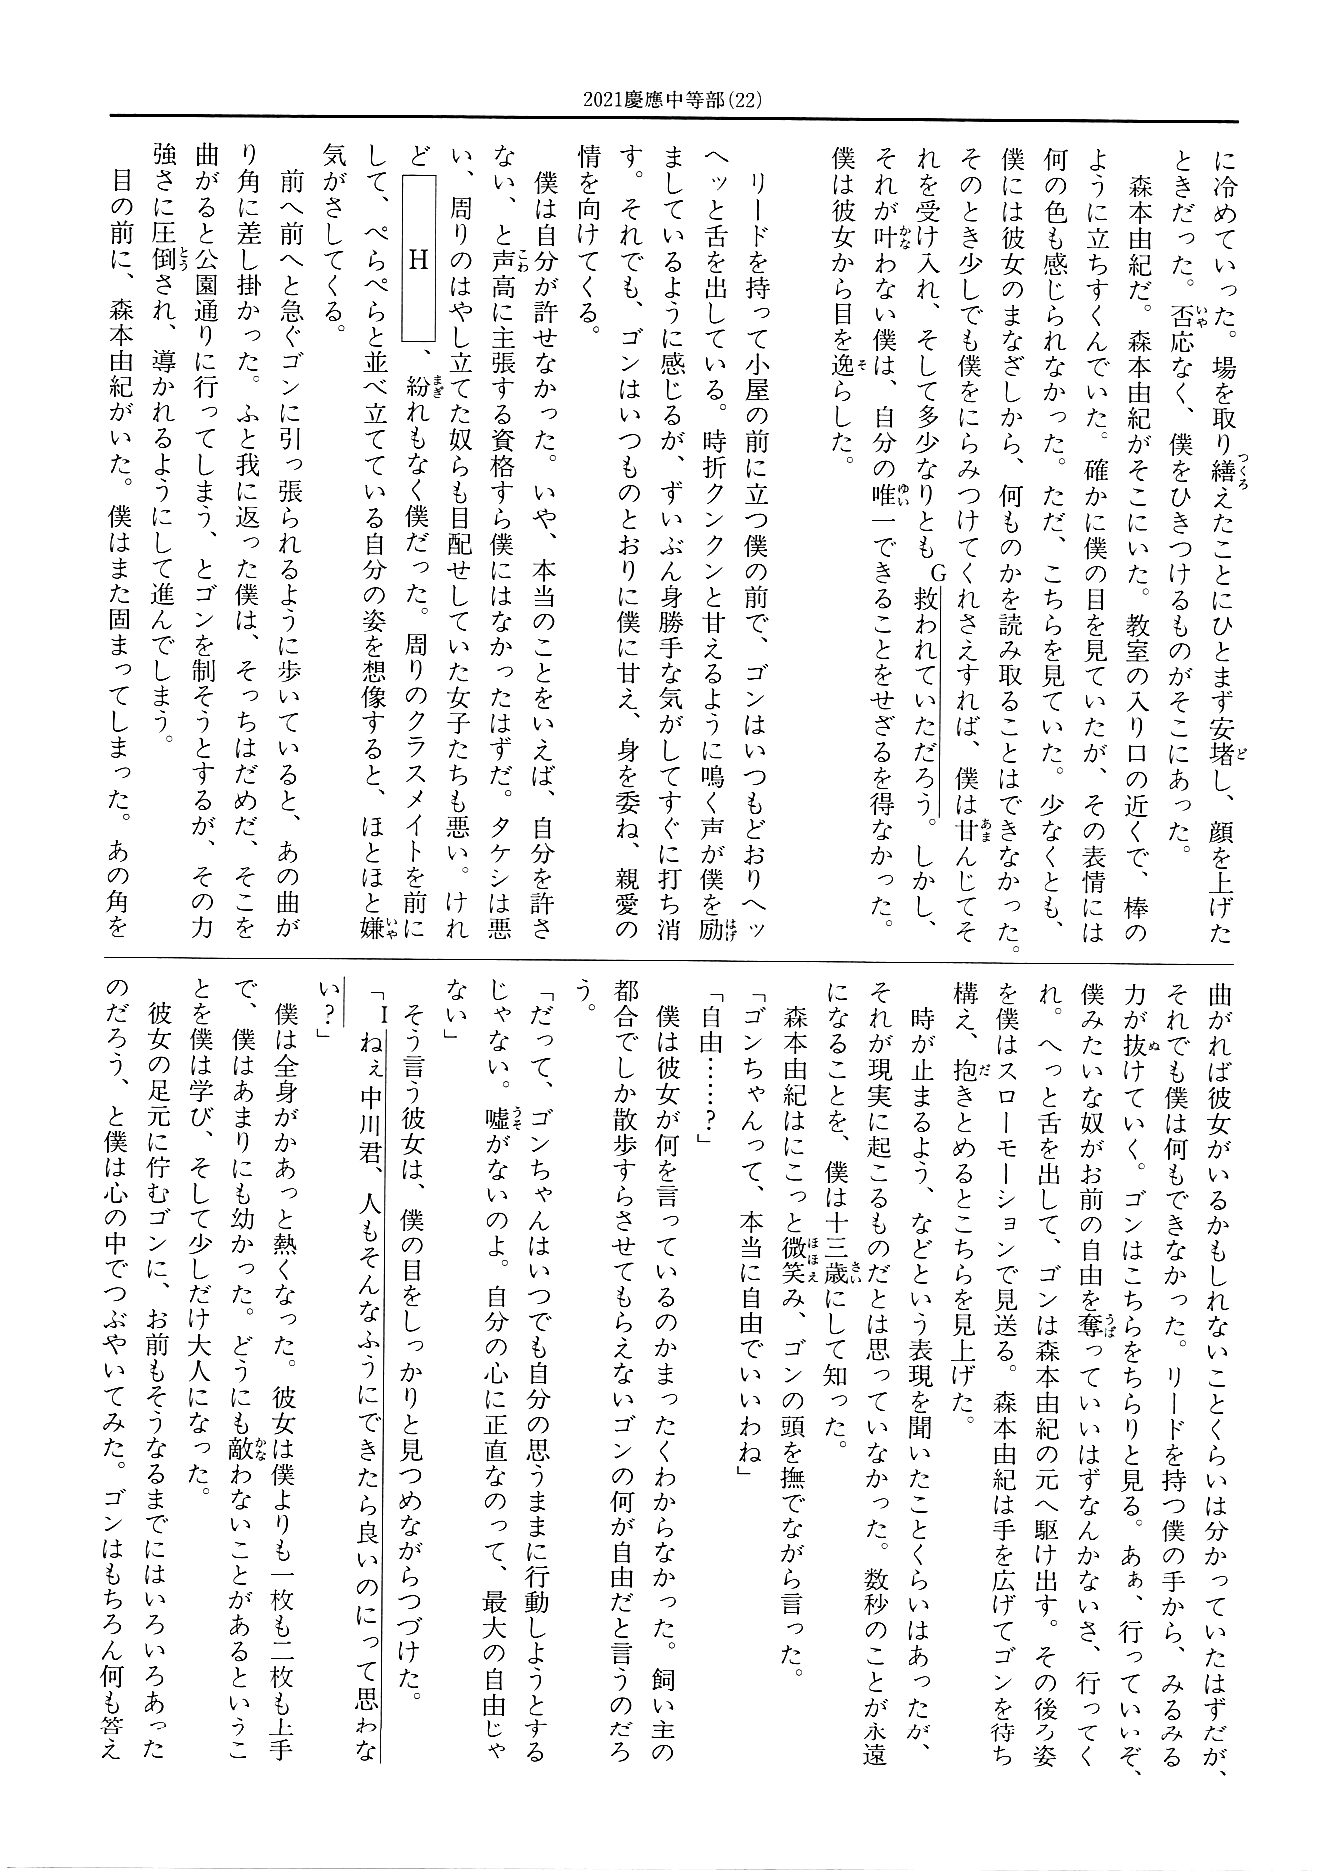 2021慶應中等部(22)
に冷めていった。場を取り繕えたことにひとまず安堵し、顔を上げた
ときだった。否応なく、僕をひきつけるものがそこにあった。
森本由紀だ。森本由紀がそこにいた。教室の入り口の近くで、棒の
ように立ちすくんでいた。確かに僕の目を見ていたが、その表情には
何の色も感じられなかった。ただ、こちらを見ていた。少なくとも、
僕には彼女のまなざしから、何ものかを読み取ることはできなかった。
そのとき少しでも僕をにらみつけてくれさえすれば、僕は甘んじてそ
れを受け入れ、そして多少なりともG救われていただろう。しかし、
それが叶わない僕は、自分の唯一できることをせざるを得なかった。
僕は彼女から目を逸らした。
リードを持って小屋の前に立つ僕の前で、ゴンはいつもどおりヘッ
ヘッと舌を出している。時折クンクンと甘えるように鳴く声が僕を励
ましているように感じるが、ずいぶん身勝手な気がしてすぐに打ち消
す。それでも、ゴンはいつものとおりに僕に甘え、身を委ね、親愛の
情を向けてくる。
僕は自分が許せなかった。いや、本当のことをいえば、自分を許さ
ない、と声高に主張する資格すら僕にはなかったはずだ。タケシは悪
い、周りのはやし立てた奴らも目配せしていた女子たちも悪い。けれ
ど H 、紛れもなく僕だった。周りのクラスメイトを前に
して、ぺらぺらと並べ立てている自分の姿を想像すると、ほとほと嫌
気がさしてくる。
前へ前へと急ぐゴンに引っ張られるように歩いていると、あの曲が
り角に差し掛かった。ふと我に返った僕は、そっちはだめだ、そこを
曲がると公園通りに行ってしまう、とゴンを制そうとするが、その力
強さに圧倒され、導かれるようにして進んでしまう。
目の前に、森本由紀がいた。僕はまた固まってしまった。あの角を
曲がれば彼女がいるかもしれないことくらいは分かっていたはずだが、
それでも僕は何もできなかった。リードを持つ僕の手から、みるみる
力が抜けていく。ゴンはこちらをちらりと見る。あぁ、行っていいぞ、
僕みたいな奴がお前の自由を奪っていいはずなんかないさ、行ってく
れ。へっと舌を出して、ゴンは森本由紀の元へ駆け出す。その後ろ姿
を僕はスローモーションで見送る。森本由紀は手を広げてゴンを待ち
構え、抱きとめるとこちらを見上げた。
時が止まるよう、などという表現を聞いたことくらいはあったが、
それが現実に起こるものだとは思っていなかった。数秒のことが永遠
になることを、僕は十三歳にして知った。
森本由紀はにこっと微笑み、ゴンの頭を撫でながら言った。
「ゴンちゃんって、本当に自由でいいわね」
「自由……？」
僕は彼女が何を言っているのかまったくわからなかった。飼い主の
都合でしか散歩すらさせてもらえないゴンの何が自由だと言うのだろ
う。
「だって、ゴンちゃんはいつでも自分の思うままに行動しようとする
じゃない。嘘がないのよ。自分の心に正直なのって、最大の自由じゃ
ない」
そう言う彼女は、僕の目をしっかりと見つめながらつづけた。
「Iねぇ中川君、人もそんなふうにできたら良いのにって思わな
い？」
僕は全身がかあっと熱くなった。彼女は僕よりも一枚も二枚も上手
で、僕はあまりにも幼かった。どうにも敵わないことがあるというこ
とを僕は学び、そして少しだけ大人になった。
彼女の足元に佇むゴンに、お前もそうなるまでにはいろいろあった
のだろう、と僕は心の中でつぶやいてみた。ゴンはもちろん何も答え